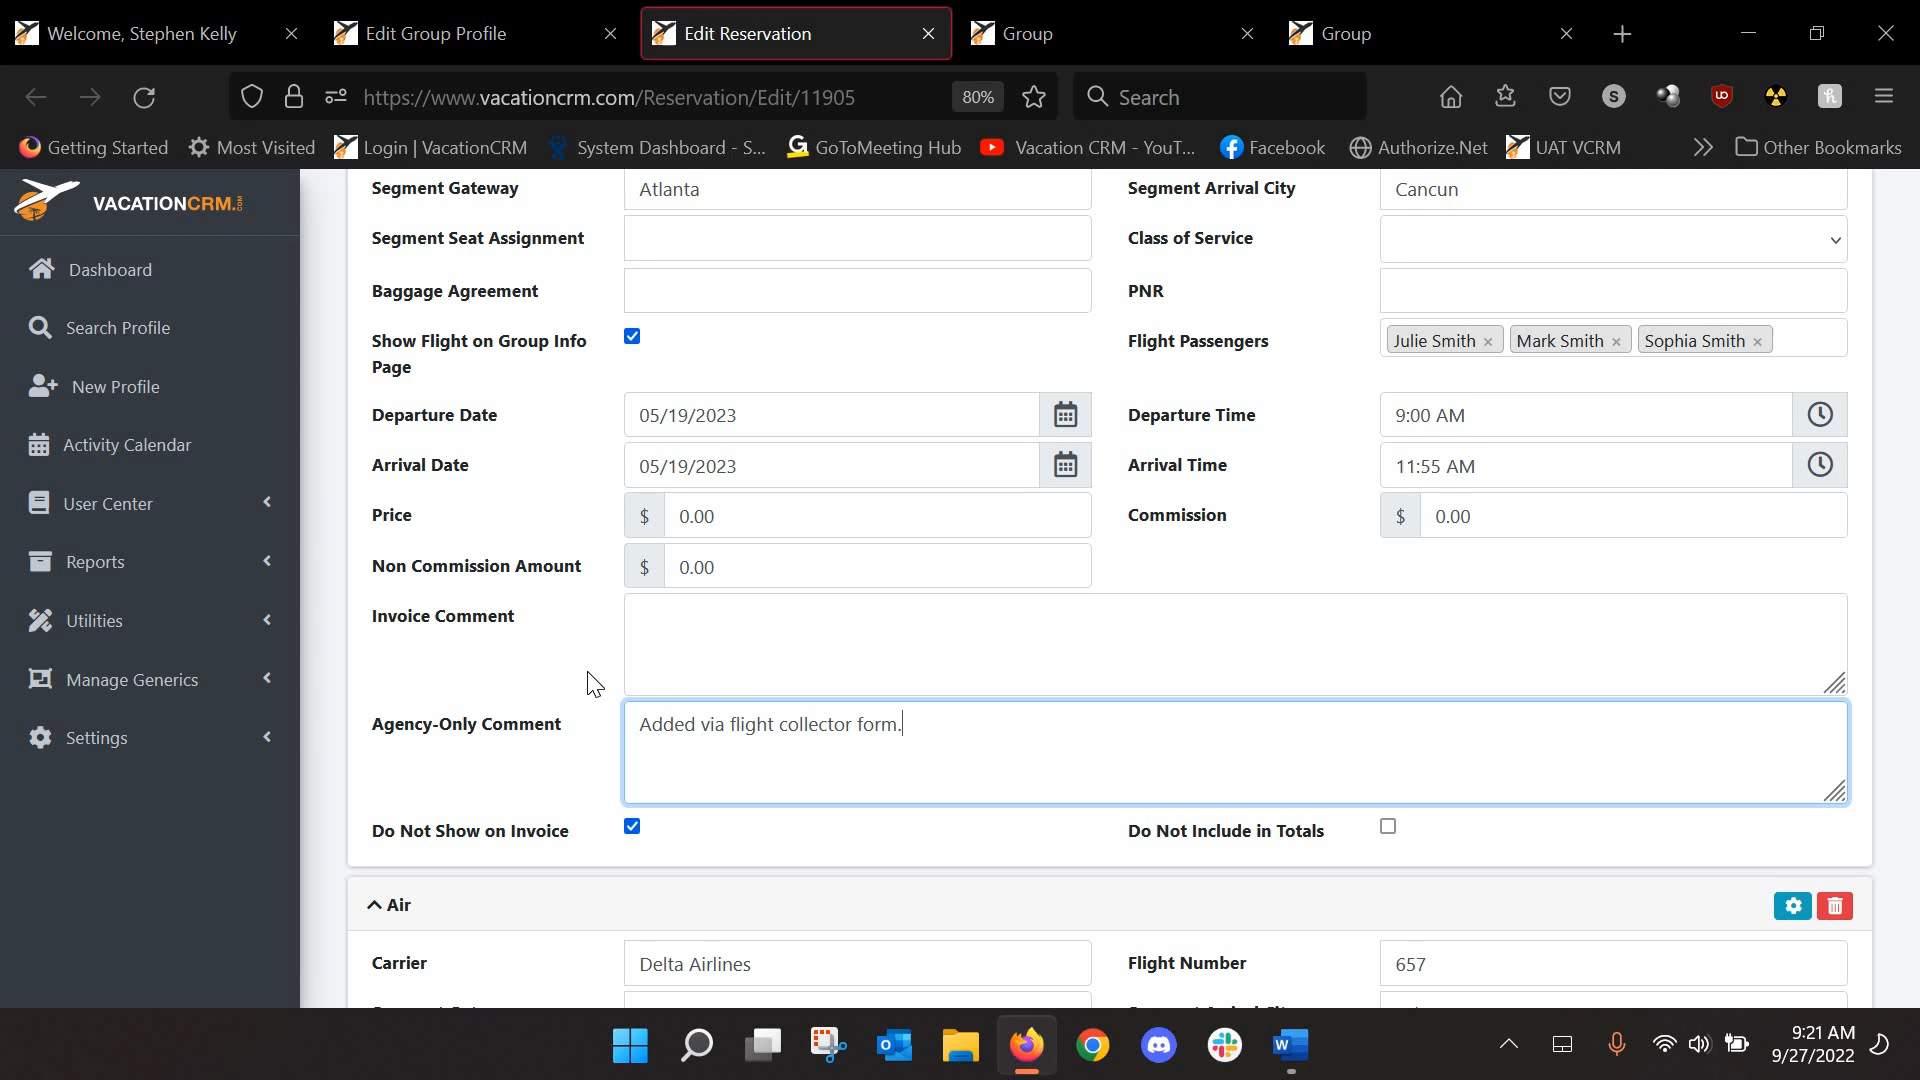 Welcome, Stephen Kelly
Edit Group Profile
Edit Reservation
Group
Group
https://www.vacationcrm.com/Reservation/Edit/11905
80%
Search
Getting Started
Most Visited
Login | VacationCRM
System Dashboard - S...
GoToMeeting Hub
Vacation CRM - YouT...
Facebook
Authorize.Net
UAT VCRM
Other Bookmarks
VACATIONCRM.COM
Dashboard
Search Profile
New Profile
Activity Calendar
User Center
Reports
Utilities
Manage Generics
Settings
Segment Gateway Atlanta Segment Arrival City Cancun
Segment Seat Assignment Class of Service
Baggage Agreement PNR
Show Flight on Group Info Page Flight Passengers Julie Smith × Mark Smith × Sophia Smith ×
Departure Date 05/19/2023 Departure Time 9:00 AM
Arrival Date 05/19/2023 Arrival Time 11:55 AM
Price $ 0.00 Commission $ 0.00
Non Commission Amount $ 0.00
Invoice Comment
Agency-Only Comment Added via flight collector form.
Do Not Show on Invoice Do Not Include in Totals
Air
Carrier Delta Airlines Flight Number 657
9:21 AM
9/27/2022